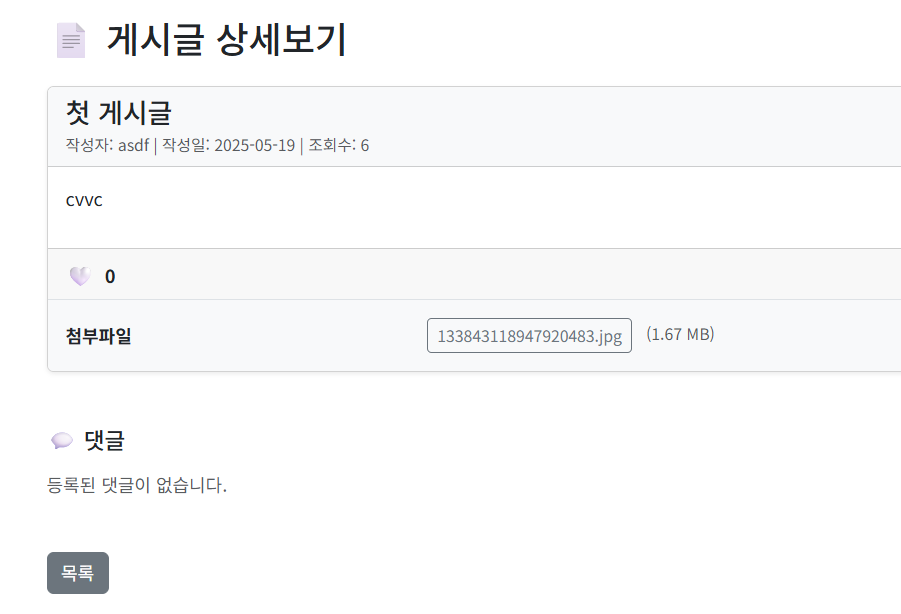 게시글 상세보기
첫 게시글
작성자: asdf | 작성일: 2025-05-19 | 조회수: 6
cvvc
0
첨부파일 133843118947920483.jpg (1.67 MB)
댓글
등록된 댓글이 없습니다.
목록